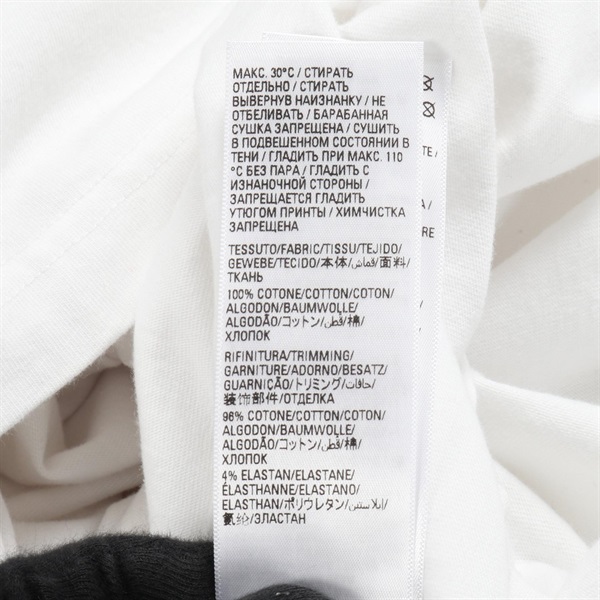 МАКС. 30°C / СТИРАТЬ
ОТДЕЛЬНО / СТИРАТЬ
ВЫВЕРНУВ НАИЗНАНКУ / НЕ
ОТБЕЛИВАТЬ / БАРАБАННАЯ
СУШКА ЗАПРЕЩЕНА / СУШИТЬ
В ПОДВЕШЕННОМ СОСТОЯНИИ В
ТЕНИ / ГЛАДИТЬ ПРИ МАКС. 110
°C БЕЗ ПАРА / ГЛАДИТЬ С
ИЗНАНОЧНОЙ СТОРОНЫ /
ЗАПРЕЩАЕТСЯ ГЛАДИТЬ
УТЮГОМ ПРИНТЫ / ХИМЧИСТКА
ЗАПРЕЩЕНА
TESSUTO/FABRIC/TISSU/TEJIDO/
GEWEBE/TECIDO/本体/قماش/面料/
ТКАНЬ
100% COTONE/COTTON/COTON/
ALGODON/BAUMWOLLE/
ALGODÃO/コットン/قطن/棉/
ХЛОПОК
RIFINITURA/TRIMMING/
GARNITURE/ADORNO/BESATZ/
GUARNIÇÃO/トリミング/حافات/
装饰部件/ОТДЕЛКА
96% COTONE/COTTON/COTON/
ALGODON/BAUMWOLLE/
ALGODÃO/コットン/قطن/棉/
ХЛОПОК
4% ELASTAN/ELASTANE/
ÉLASTHANNE/ELASTANO/
ELASTHAN/ポリウレタン/إيلاستين/
氨纶/ЭЛАСТАН
TE /
/
RE